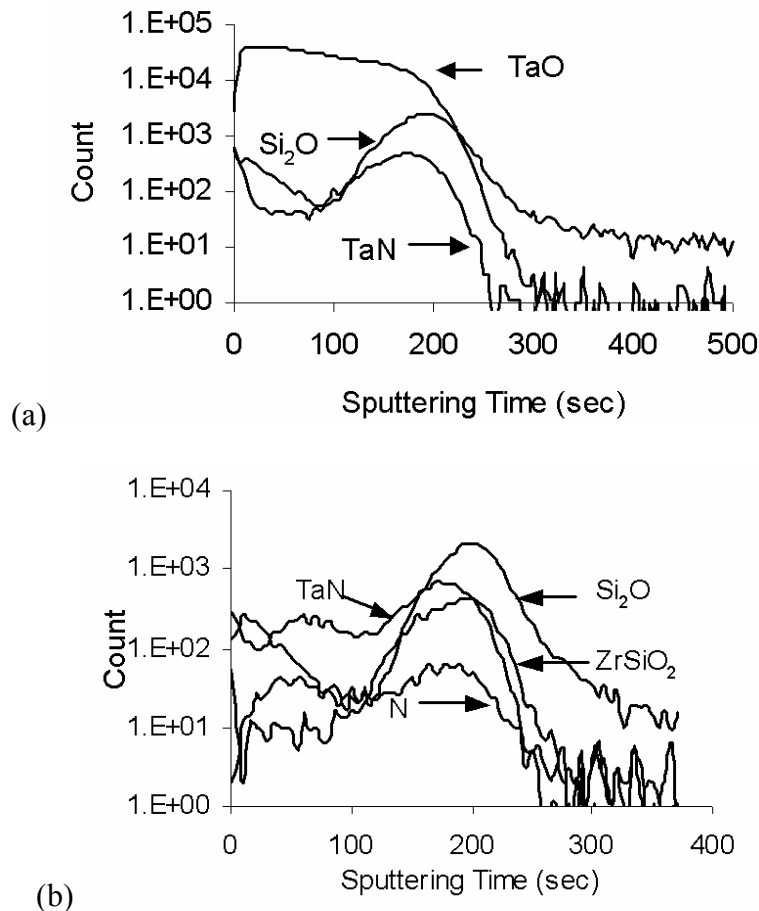 1.E+05
1.E+04
1.E+03
1.E+02
1.E+01
1.E+00
Count
TaO
Si₂O
TaN
0 100 200 300 400 500
Sputtering Time (sec)
(a)
1.E+04
1.E+03
1.E+02
1.E+01
1.E+00
Count
TaN
Si₂O
ZrSiO₂
N
0 100 200 300 400
Sputtering Time (sec)
(b)